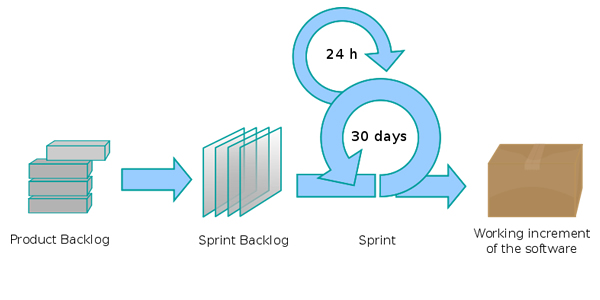 24 h
30 days
Product Backlog
Sprint Backlog
Sprint
Working increment
of the software